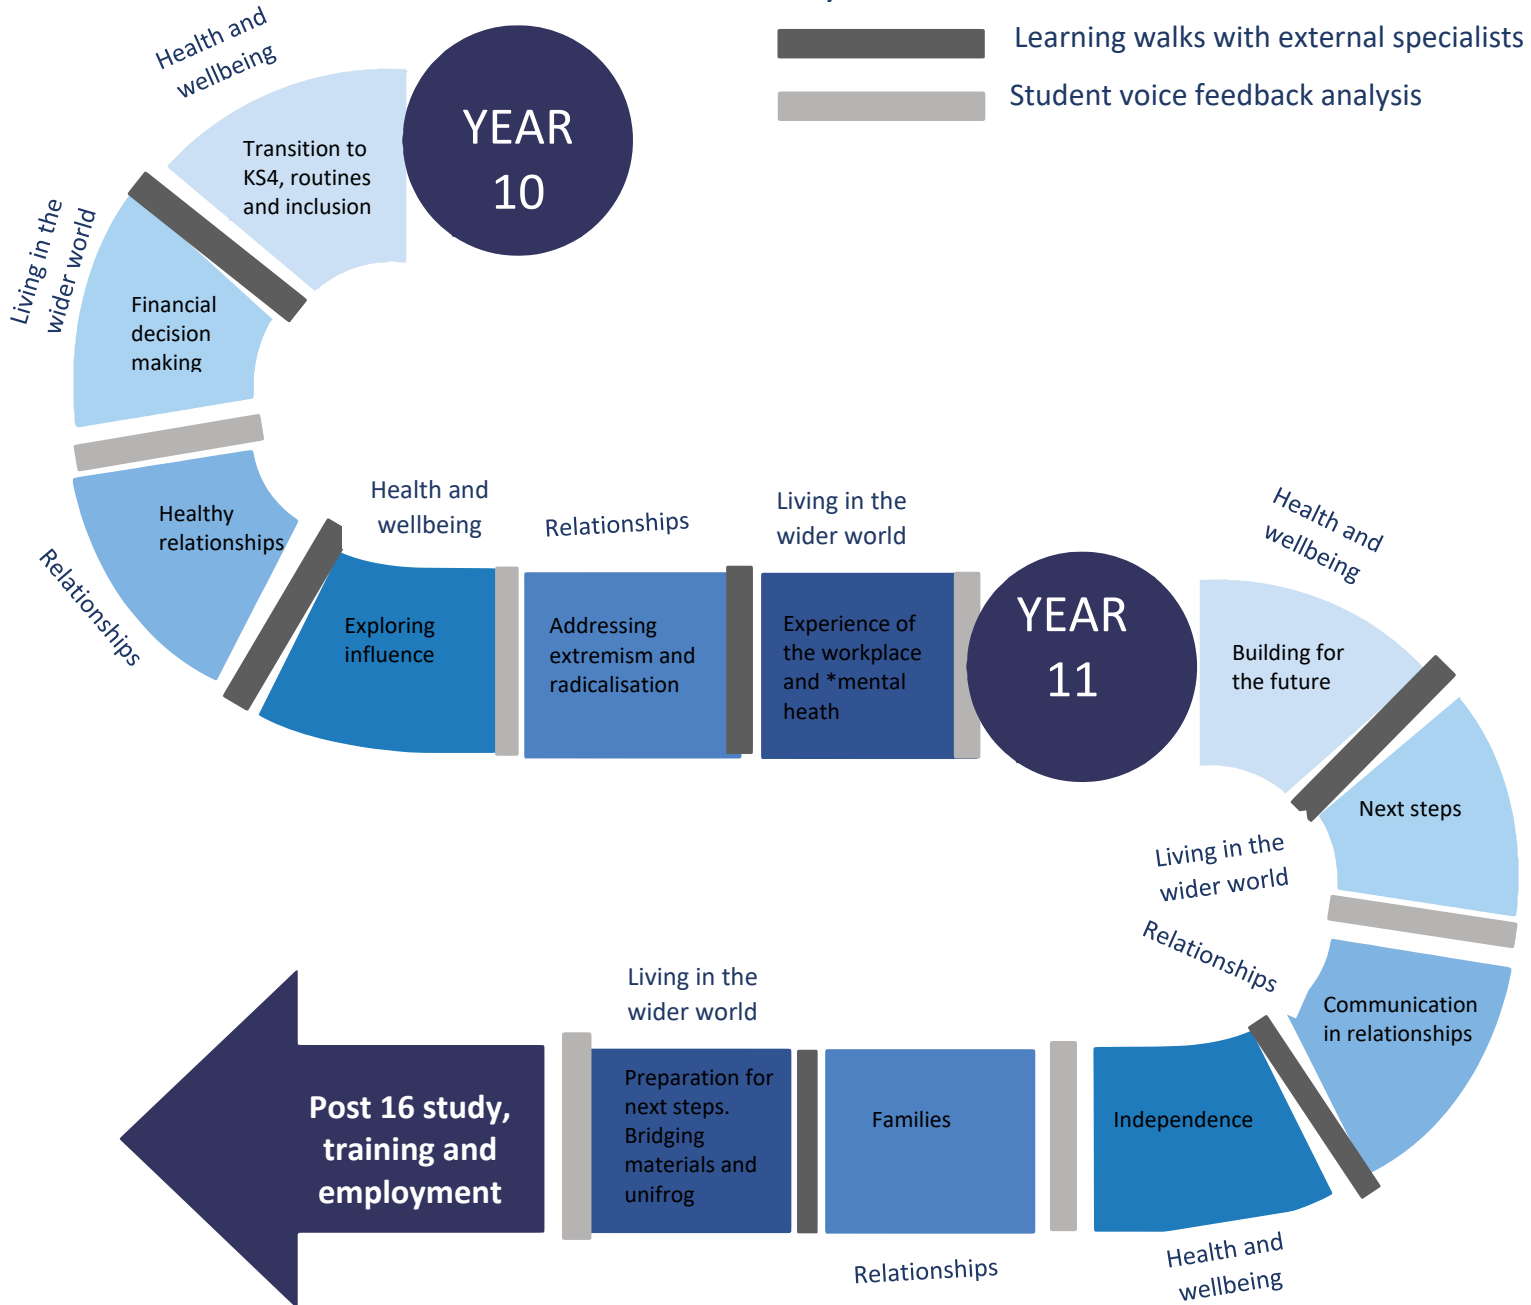 Learning walks with external specialists
Student voice feedback analysis
YEAR
10
Health and
wellbeing
Transition to
KS4, routines
and inclusion
Living in the
wider world
Financial
decision
making
Relationships
Healthy
relationships
Health and
wellbeing
Exploring
influence
Relationships
Addressing
extremism and
radicalisation
Living in the
wider world
Experience of
the workplace
and *mental
heath
YEAR
11
Health and
wellbeing
Building for
the future
Living in the
wider world
Next steps
Relationships
Communication
in relationships
Independence
Health and
wellbeing
Families
Relationships
Living in the
wider world
Preparation for
next steps.
Bridging
materials and
unifrog
Post 16 study,
training and
employment